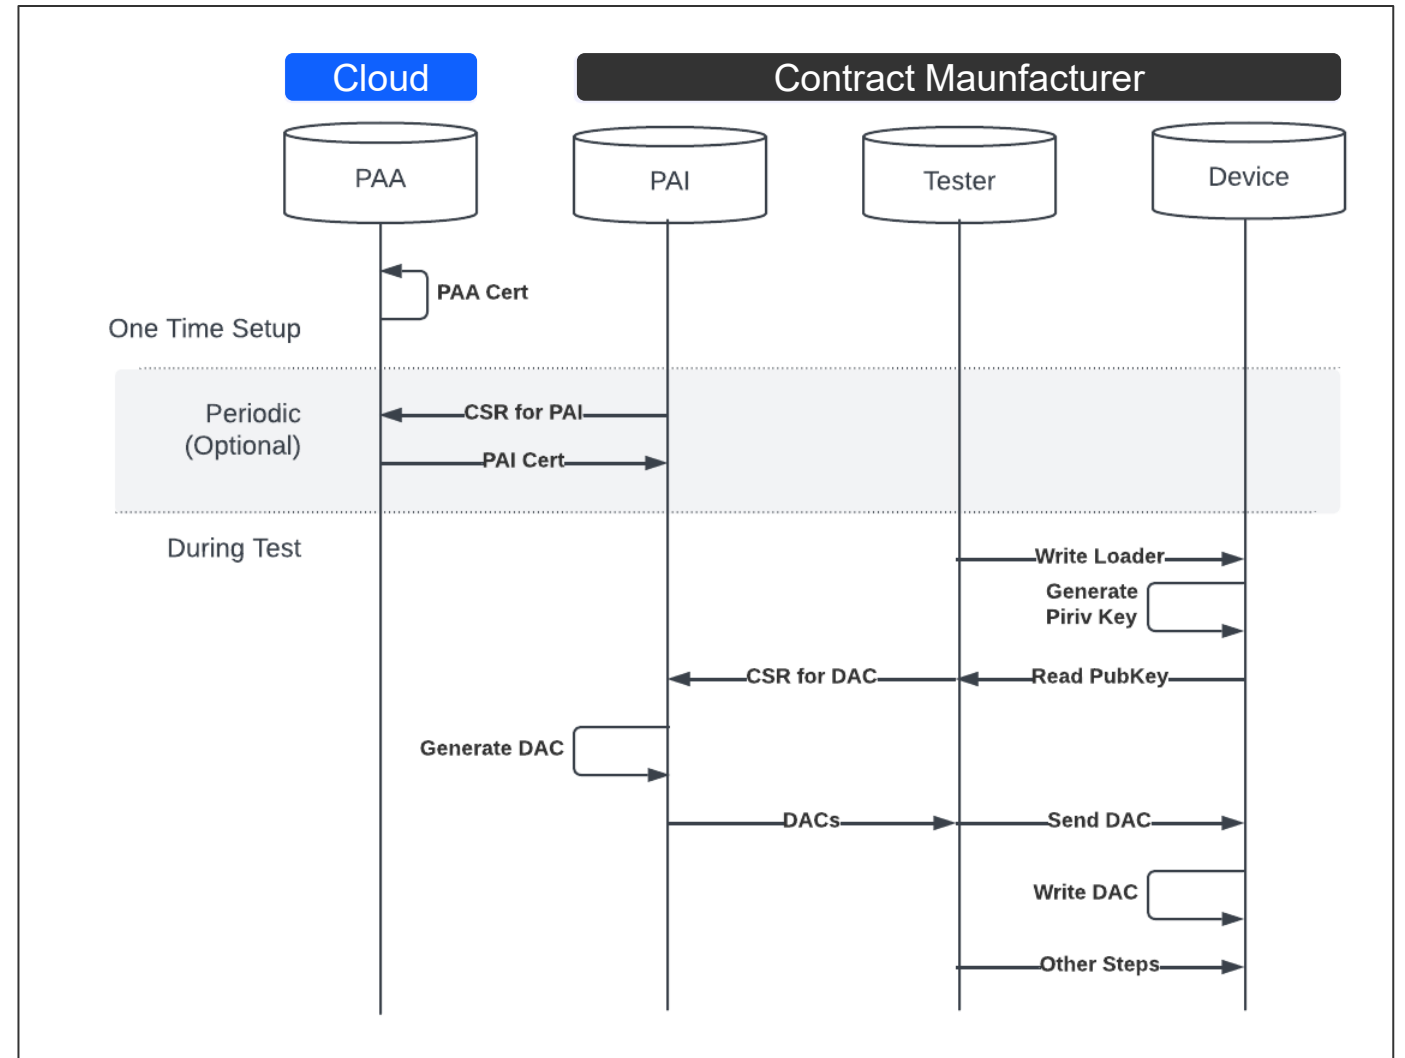 Cloud
Contract Maunfacturer
PAA
PAI
Tester
Device
PAA Cert
One Time Setup
Periodic
(Optional)
CSR for PAI
PAI Cert
During Test
Write Loader
Generate
Piriv Key
CSR for DAC
Read PubKey
Generate DAC
DACs
Send DAC
Write DAC
Other Steps